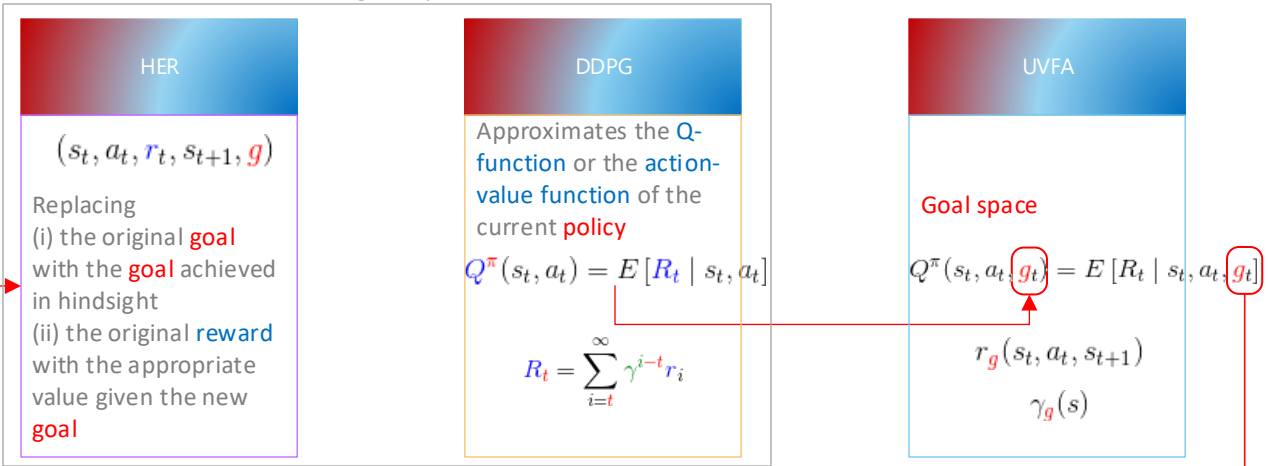 HER
(s_t, a_t, r_t, s_{t+1}, g)
Replacing
(i) the original goal
with the goal achieved
in hindsight
(ii) the original reward
with the appropriate
value given the new
goal
DDPG
Approximates the Q-
function or the action-
value function of the
current policy
Q^π(s_t, a_t) = E [R_t | s_t, a_t]
R_t = \sum_{i=t}^{∞} γ^{i-t} r_i
UVFA
Goal space
Q^π(s_t, a_t, g_t) = E [R_t | s_t, a_t, g_t]
r_g(s_t, a_t, s_{t+1})
γ_g(s)